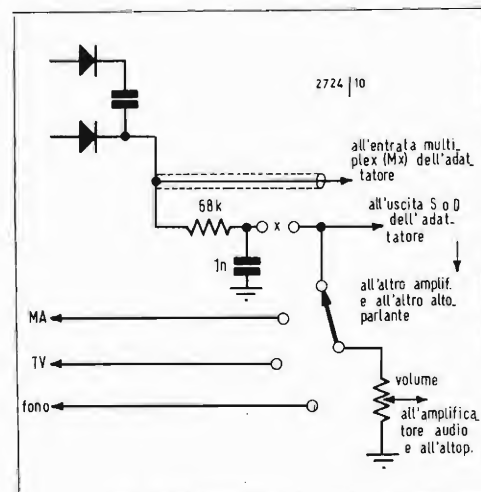 2724 | 10
all'entrata multi_
plex (Mx) dell'adat_
tatore
all'uscita S o D
dell'adat_
tatore
68k
x
1n
all'altro amplif.
e all'altro alto_
parlante
MA
TV
fono
volume
all'amplifica_
tore audio
e all'altop.